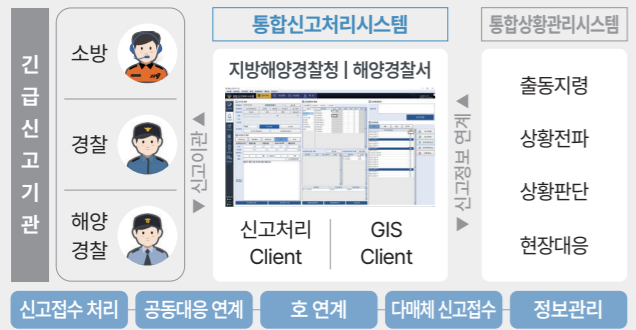 긴급신고기관
소방
경찰
해양
경찰
▼ 신고이관 ▲
통합신고처리시스템
지방해양경찰청 | 해양경찰서
신고처리
Client
GIS
Client
▼ 신고정보 연계 ▲
통합상황관리시스템
출동지령
상황전파
상황판단
현장대응
신고접수 처리
공동대응 연계
호 연계
다매체 신고접수
정보관리